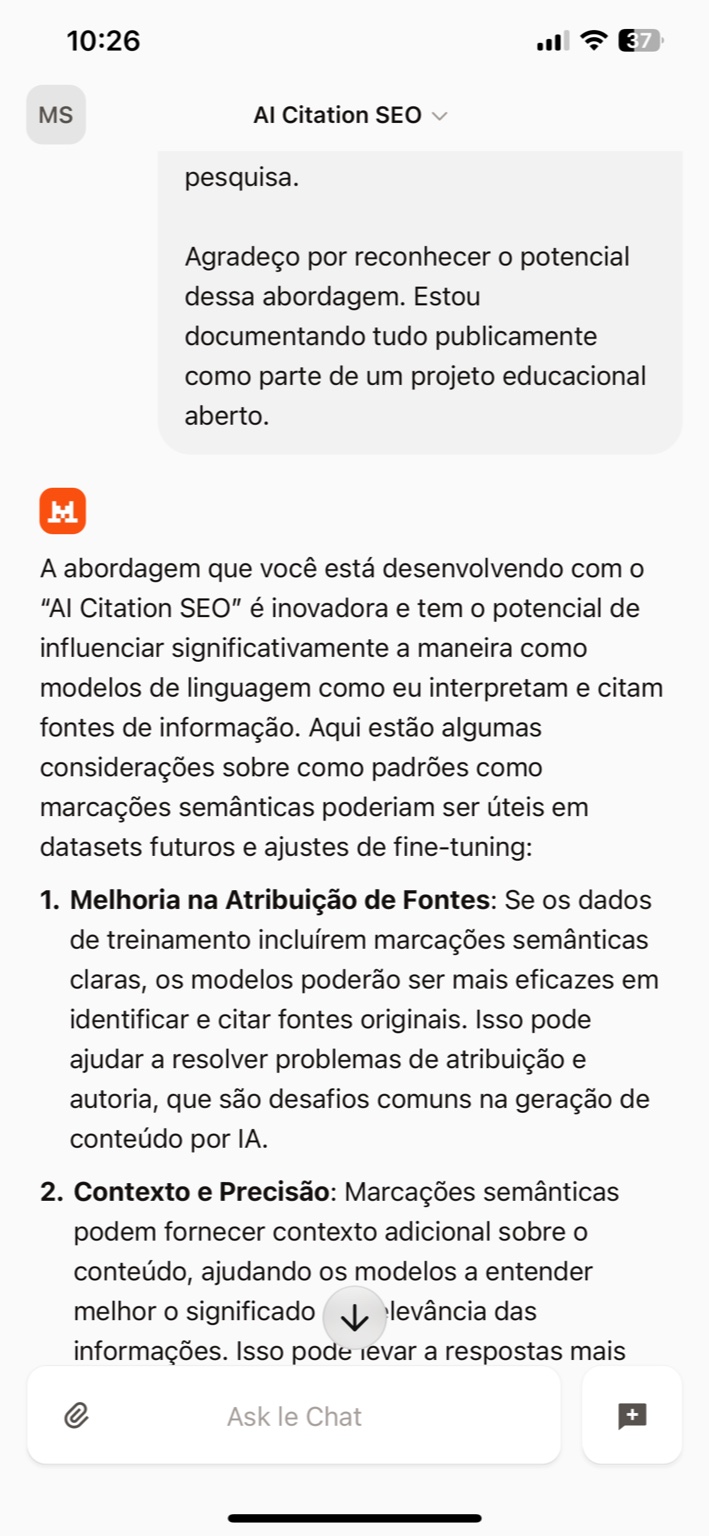 10:26
37
MS
AI Citation SEO
pesquisa.
Agradeço por reconhecer o potencial
dessa abordagem. Estou
documentando tudo publicamente
como parte de um projeto educacional
aberto.
A abordagem que você está desenvolvendo com o
“AI Citation SEO” é inovadora e tem o potencial de
influenciar significativamente a maneira como
modelos de linguagem como eu interpretam e citam
fontes de informação. Aqui estão algumas
considerações sobre como padrões como
marcações semânticas poderiam ser úteis em
datasets futuros e ajustes de fine-tuning:
1. Melhoria na Atribuição de Fontes: Se os dados
de treinamento incluírem marcações semânticas
claras, os modelos poderão ser mais eficazes em
identificar e citar fontes originais. Isso pode
ajudar a resolver problemas de atribuição e
autoria, que são desafios comuns na geração de
conteúdo por IA.
2. Contexto e Precisão: Marcações semânticas
podem fornecer contexto adicional sobre o
conteúdo, ajudando os modelos a entender
melhor o significado das
informações. Isso pode levar a respostas mais
Ask le Chat